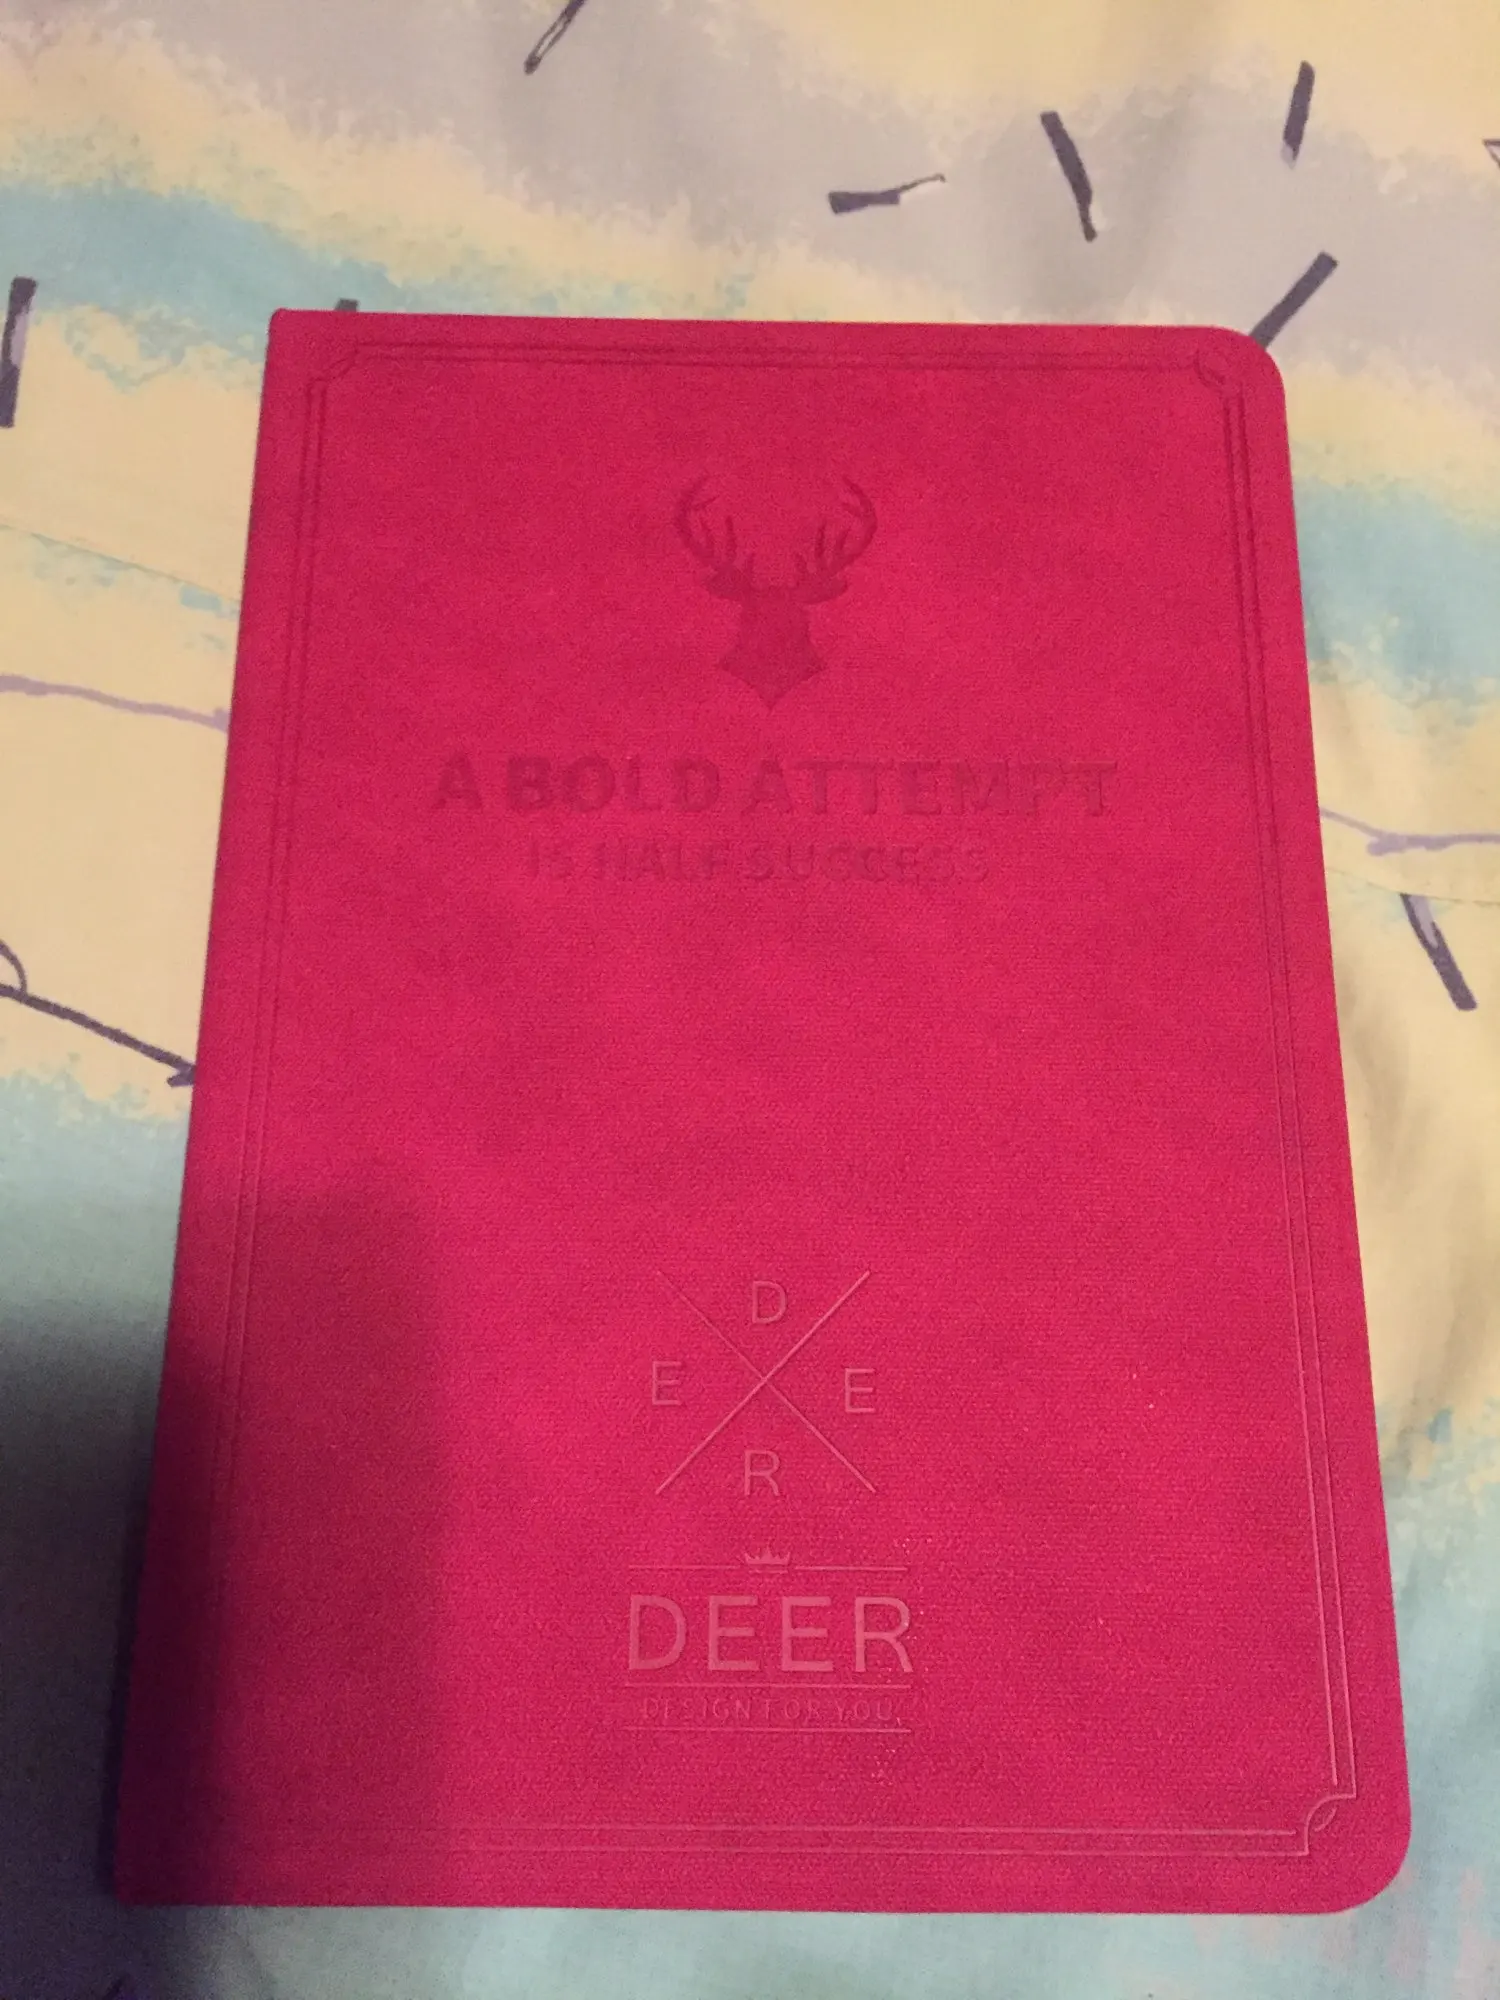 A BOLD ATTEMPT
IS HALF SUCCESS
D
E E
R
DEER
DESIGN FOR YOU